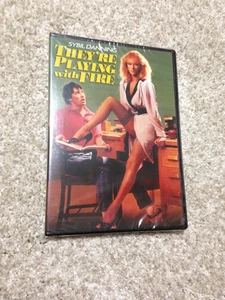 SYBIL DANNING
THEY'RE
PLAYING
with FIRE